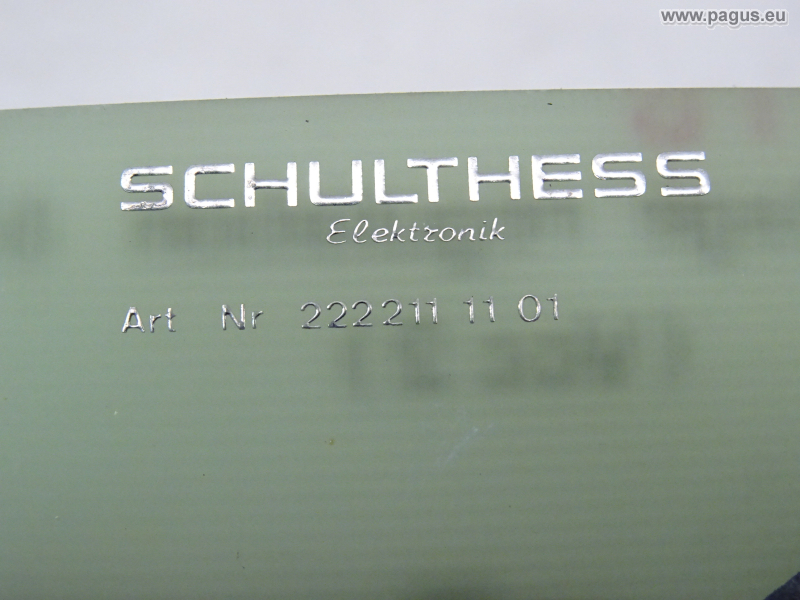 www.pagus.eu
SCHULTHESS
Elektronik
Art Nr 222211 11 01